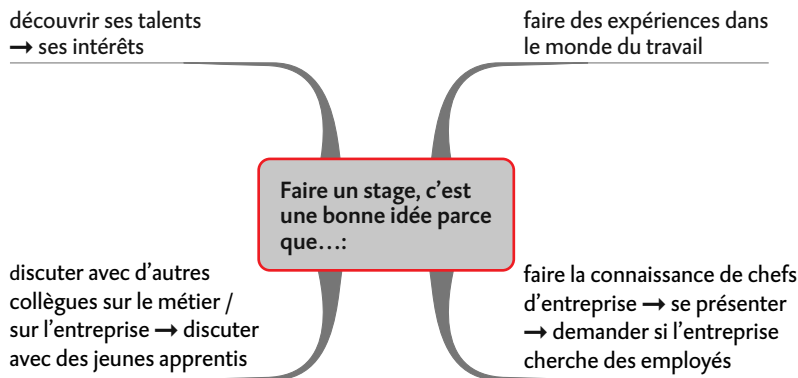 découvrir ses talents
→ ses intérêts
faire des expériences dans
le monde du travail
Faire un stage, c’est
une bonne idée parce
que…:
discuter avec d’autres
collègues sur le métier /
sur l’entreprise → discuter
avec des jeunes apprentis
faire la connaissance de chefs
d’entreprise → se présenter
→ demander si l’entreprise
cherche des employés